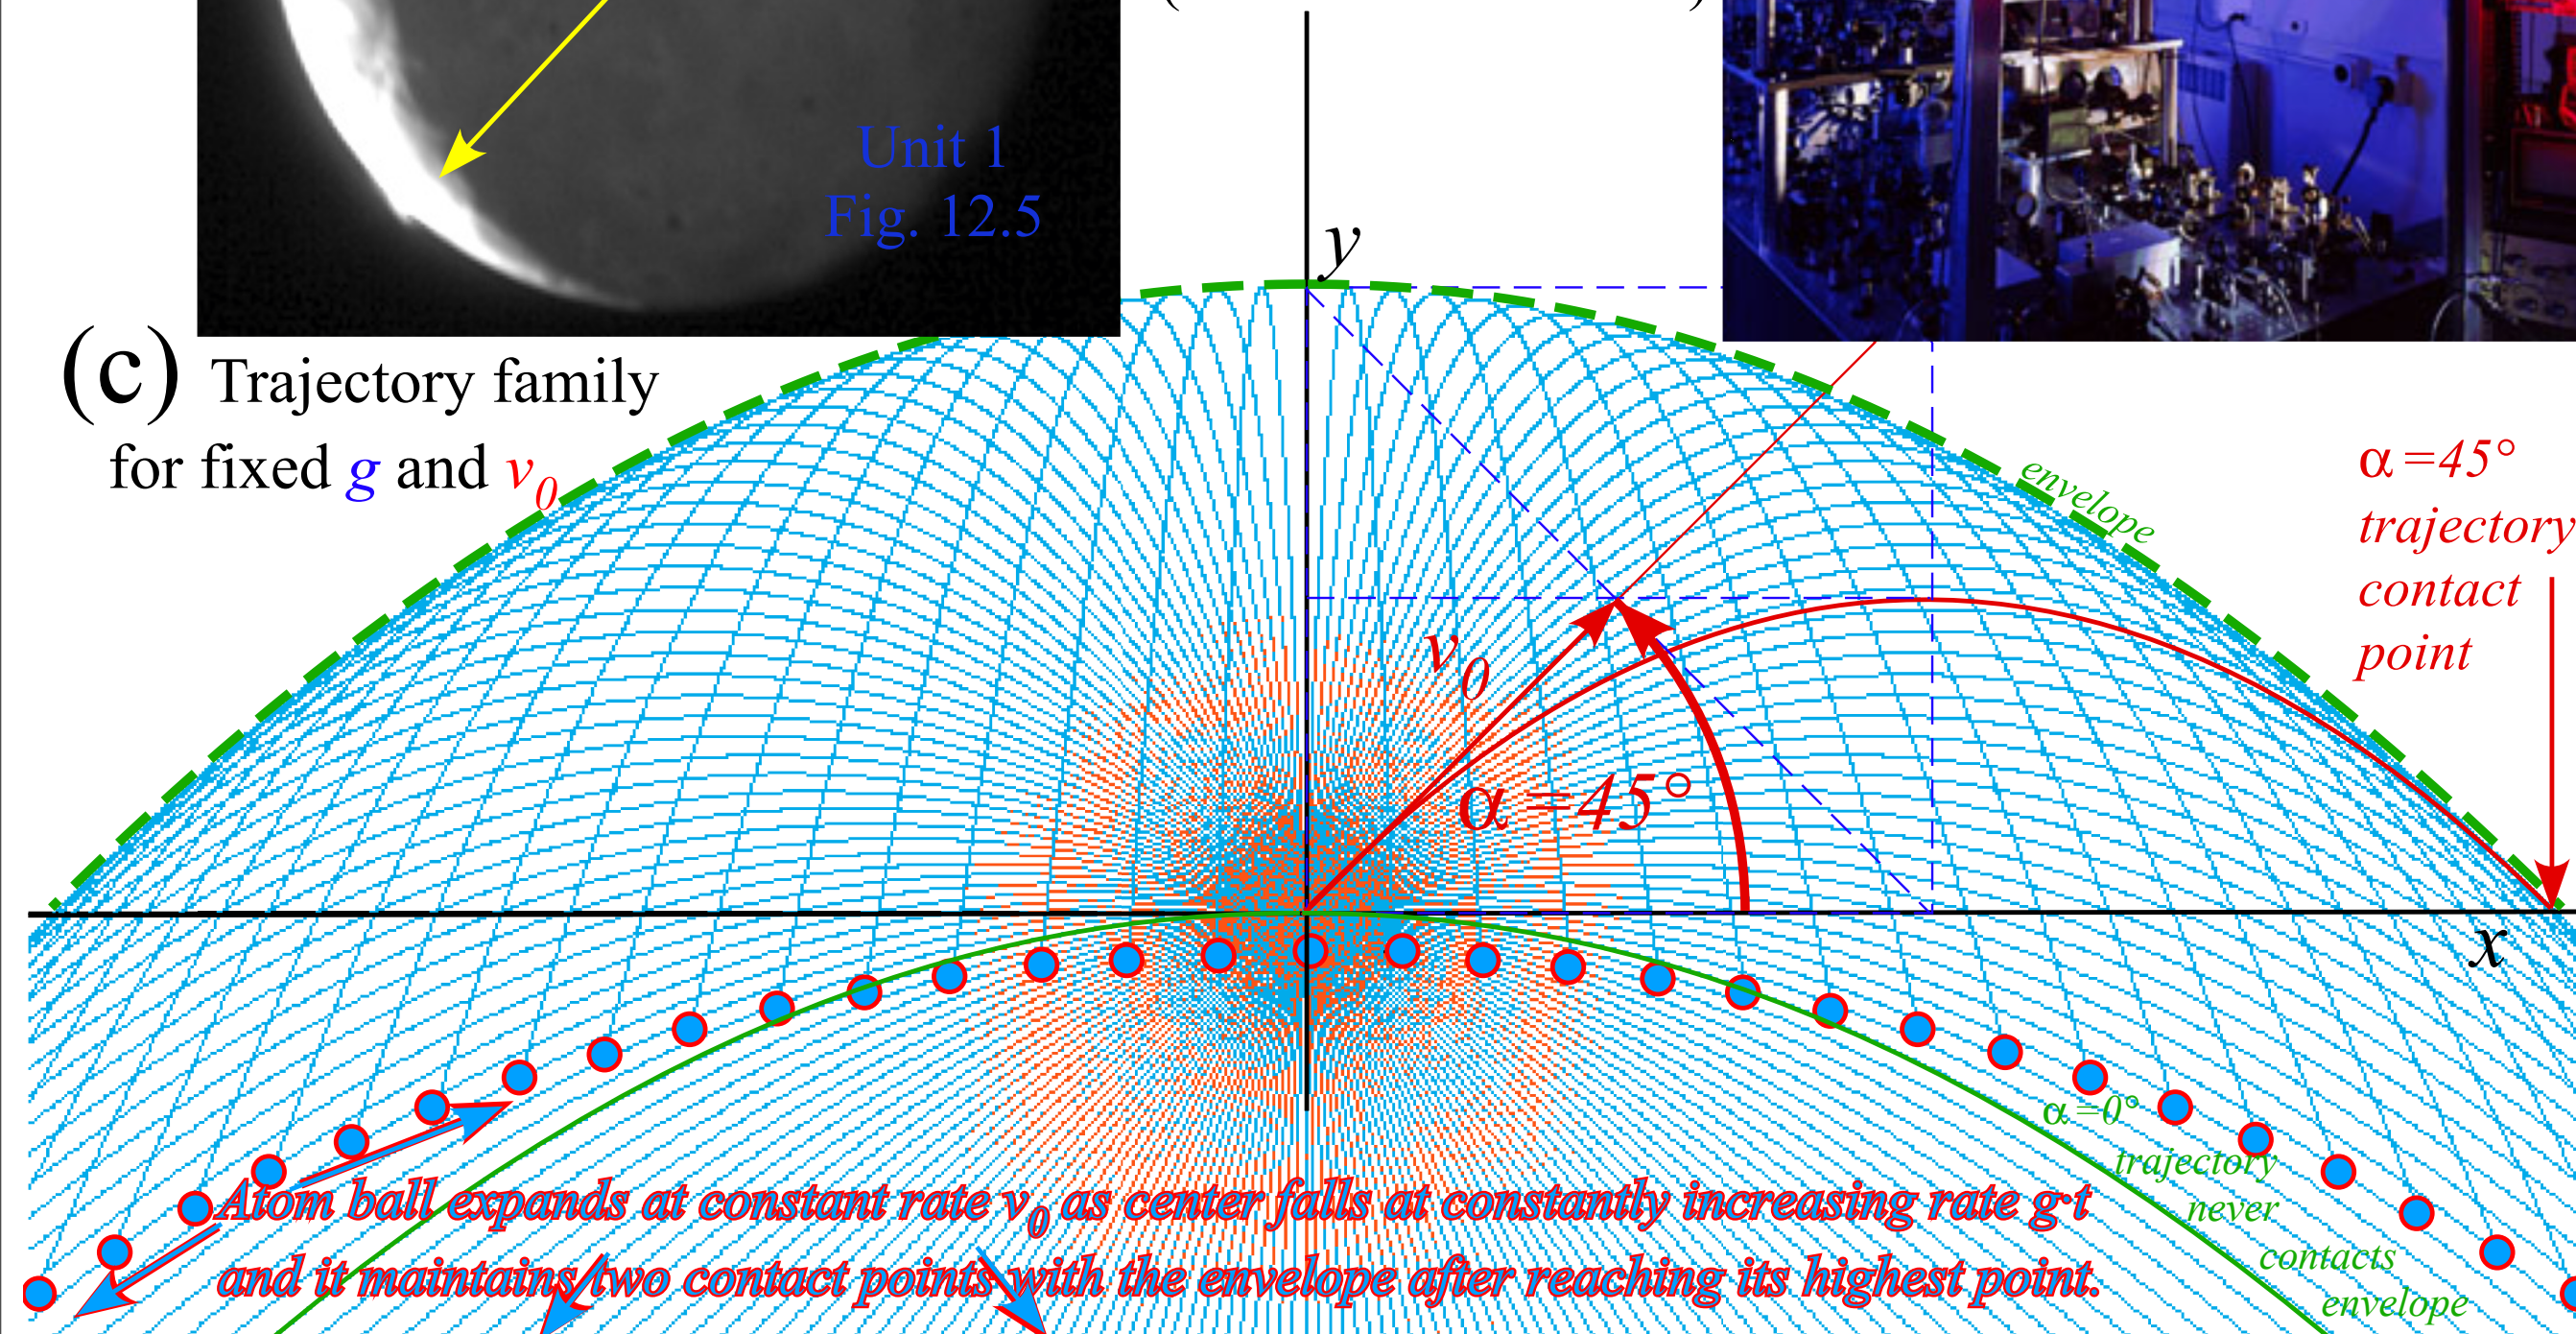 Unit 1
Fig. 12.5
y
(c) Trajectory family
for fixed g and v₀
envelope
α=45°
trajectory
contact
point
v₀
α=45°
x
α=0°
trajectory
never
contacts
envelope
Atom ball expands at constant rate v₀ as center falls at constantly increasing rate g·t
and it maintains two contact points with the envelope after reaching its highest point.